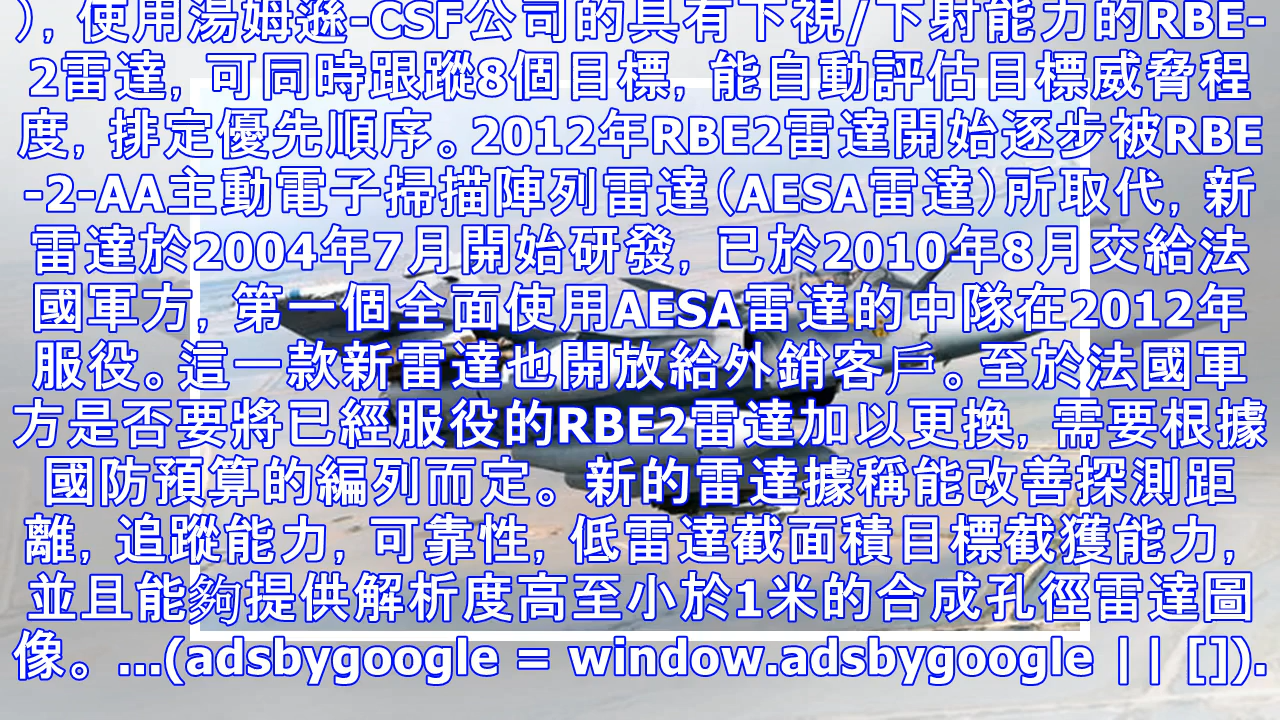 ), 使用湯姆遜-CSF公司的具有下視/下射能力的RBE-
2雷達, 可同時跟蹤8個目標, 能自動評估目標威脅程
度, 排定優先順序。2012年RBE2雷達開始逐步被RBE
-2-AA主動電子掃描陣列雷達(AESA雷達)所取代, 新
雷達於2004年7月開始研發, 已於2010年8月交給法
國軍方, 第一個全面使用AESA雷達的中隊在2012年
服役。這一款新雷達也開放給外銷客戶。至於法國軍
方是否要將已經服役的RBE2雷達加以更換, 需要根據
國防預算的編列而定。新的雷達據稱能改善探測距
離, 追蹤能力, 可靠性, 低雷達截面積目標截獲能力,
並且能夠提供解析度高至小於1米的合成孔徑雷達圖
像。...(adsbygoogle = window.adsbygoogle || []).